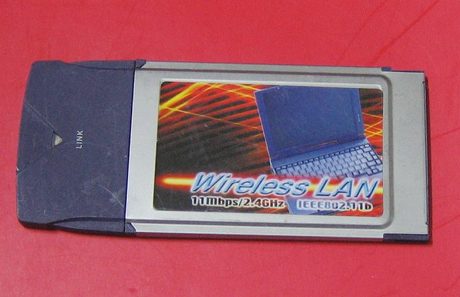 LINK
Wireless LAN
11Mbps/2.4GHz IEEE802.11b